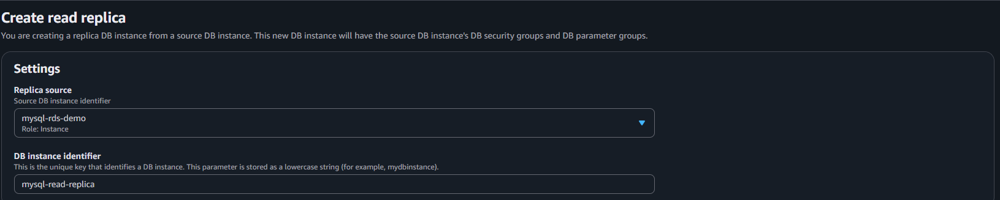 Create read replica
You are creating a replica DB instance from a source DB instance. This new DB instance will have the source DB instance's DB security groups and DB parameter groups.
Settings
Replica source
Source DB instance identifier
mysql-rds-demo
Role: Instance
DB instance identifier
This is the unique key that identifies a DB instance. This parameter is stored as a lowercase string (for example, mydbinstance).
mysql-read-replica